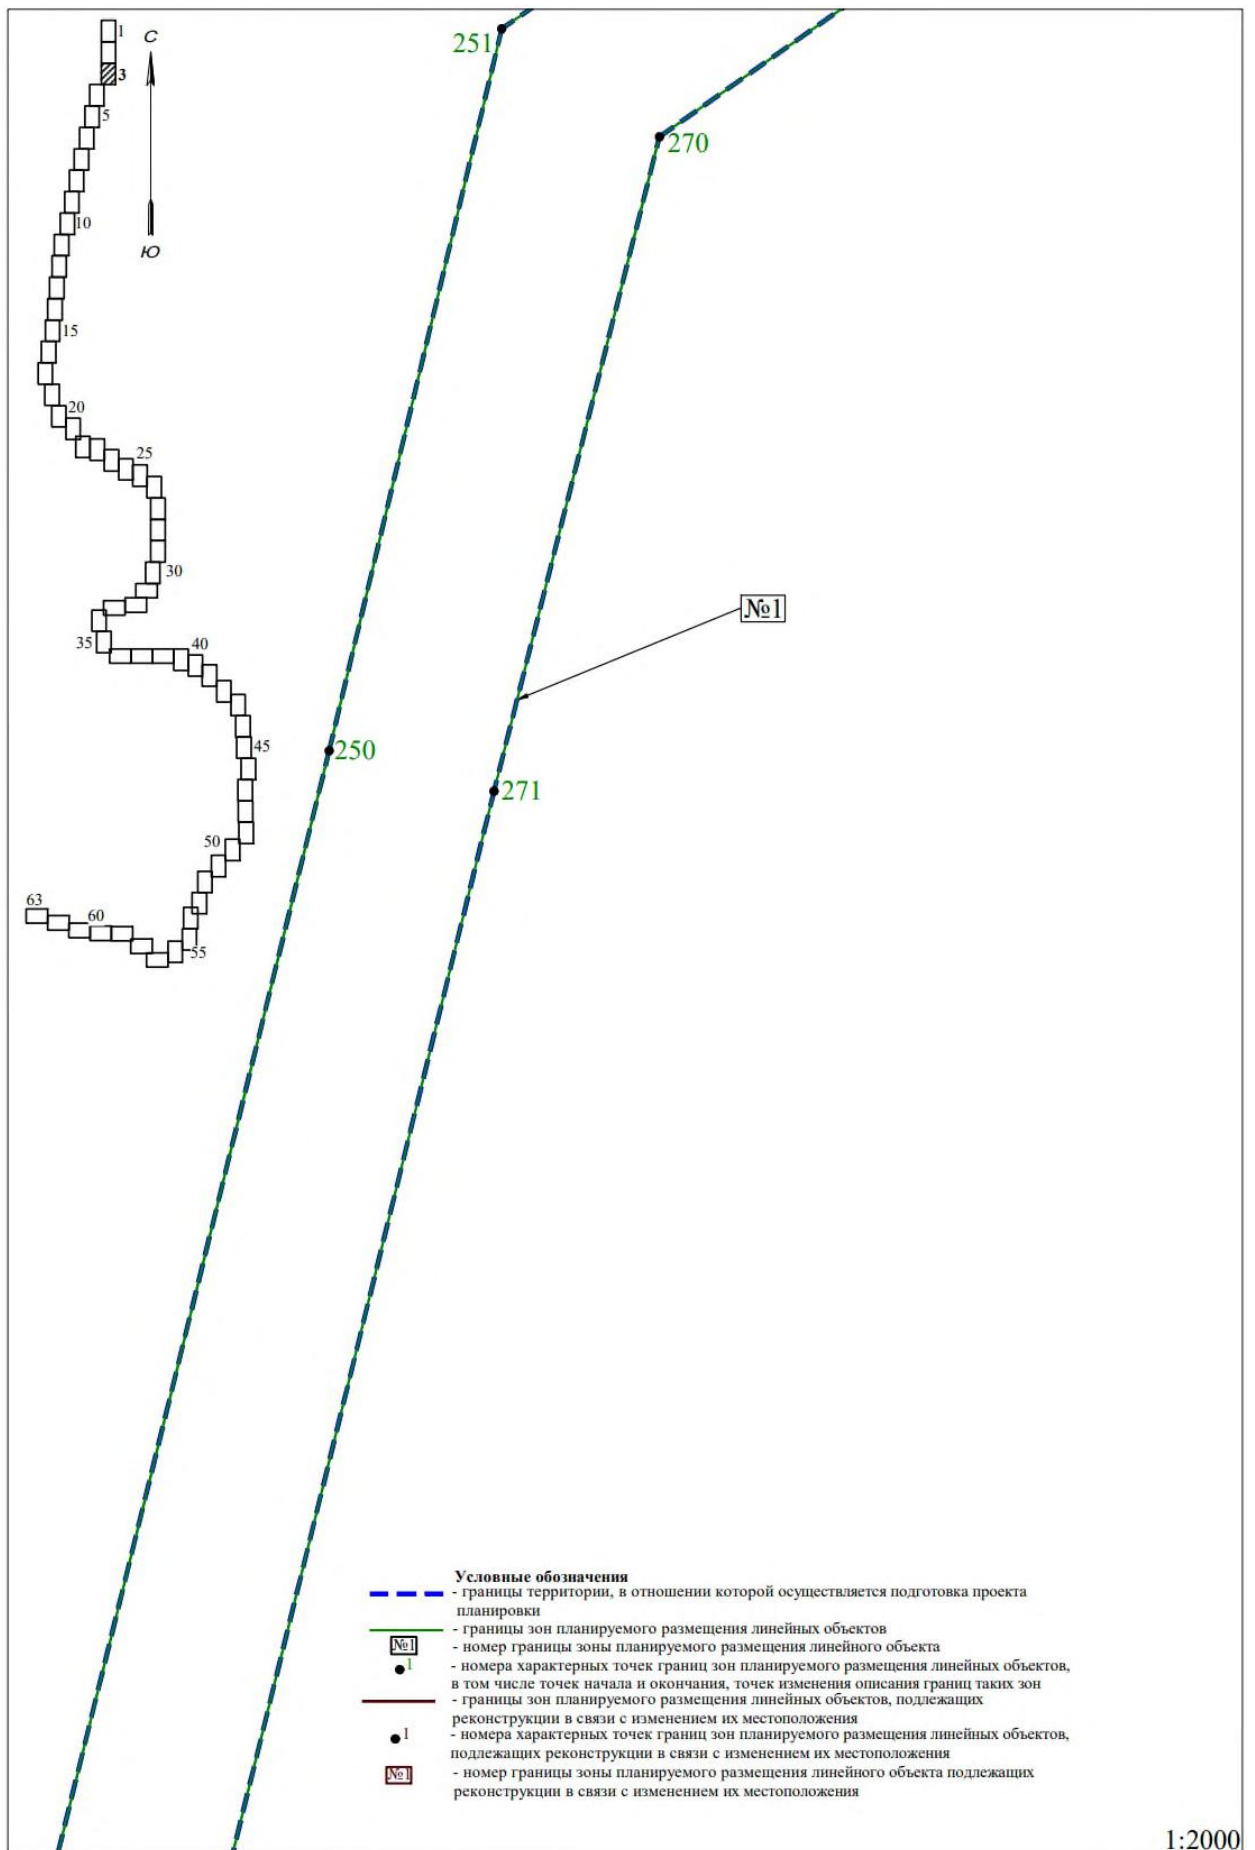 1
С
3
5
10
Ю
15
20
25
30
35
40
45
50
63
60
55
251
270
№1
250
271
Условные обозначения
- границы территории, в отношении которой осуществляется подготовка проекта
планировки
- границы зон планируемого размещения линейных объектов
№1 - номер границы зоны планируемого размещения линейного объекта
1 - номера характерных точек границ зон планируемого размещения линейных объектов,
в том числе точек начала и окончания, точек изменения описания границ таких зон
- границы зон планируемого размещения линейных объектов, подлежащих
реконструкции в связи с изменением их местоположения
1 - номера характерных точек границ зон планируемого размещения линейных объектов,
подлежащих реконструкции в связи с изменением их местоположения
№1 - номер границы зоны планируемого размещения линейного объекта подлежащих
реконструкции в связи с изменением их местоположения
1:2000